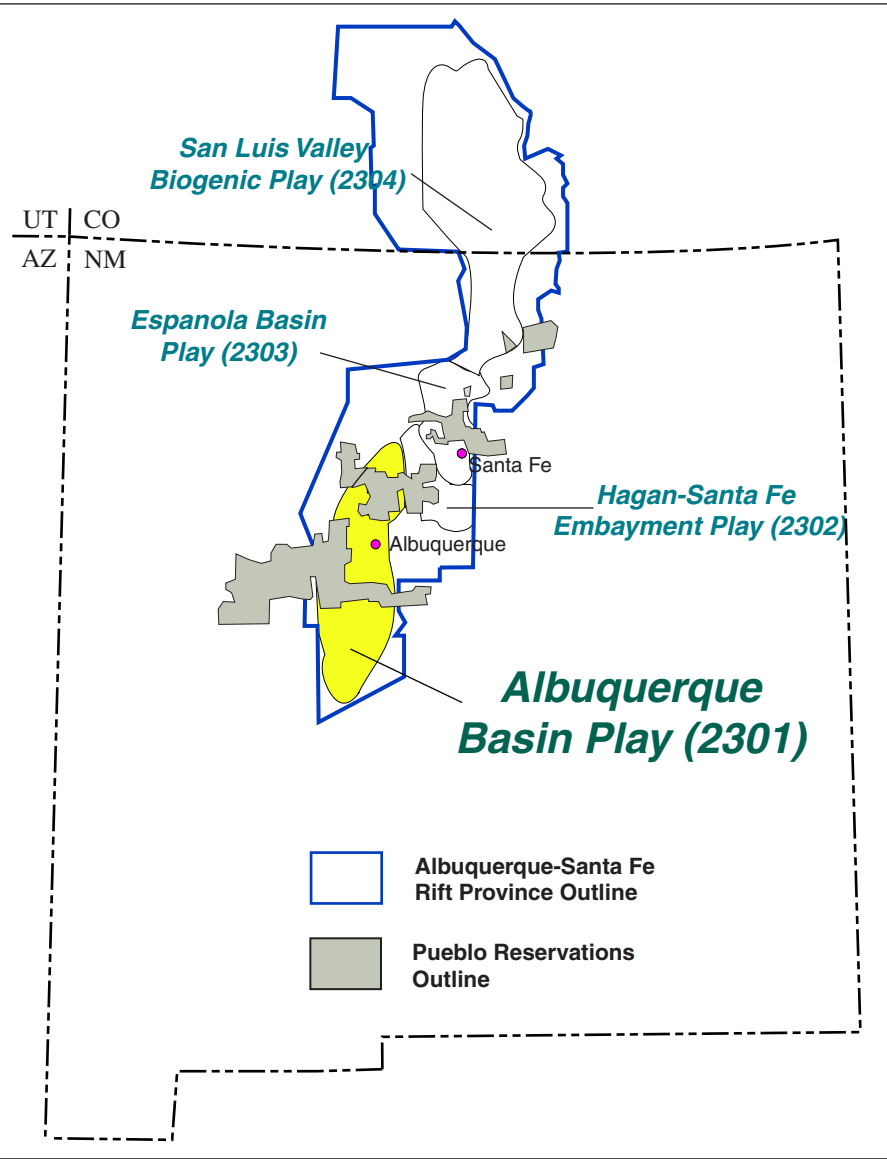 San Luis Valley
Biogenic Play (2304)
UT CO
AZ NM
Espanola Basin
Play (2303)
Santa Fe
Hagan-Santa Fe
Embayment Play (2302)
Albuquerque
Albuquerque
Basin Play (2301)
Albuquerque-Santa Fe
Rift Province Outline
Pueblo Reservations
Outline